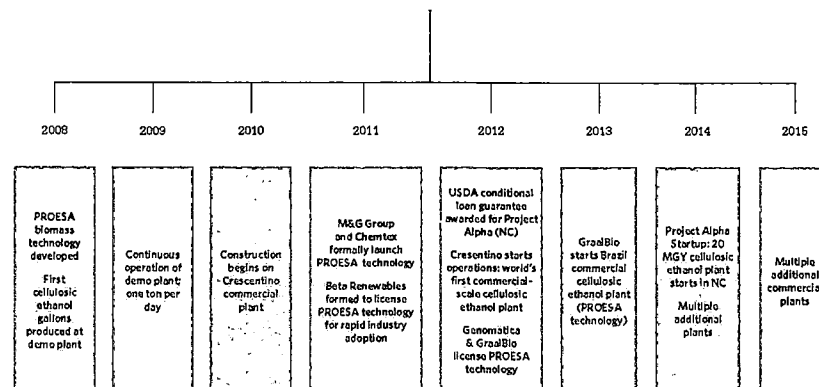 2008
2009
2010
2011
2012
2013
2014
2015
PROESA
biomass
technology
developed
First
cellulosic
ethanol
gallons
produced at
demo plant
Continuous
operation of
demo plant;
one ton per
day
Construction
begins on
Crescentino
commercial
plant
M&G Group
and Chemtex
formally launch
PROESA technology
Beta Renewables
formed to license
PROESA technology
for rapid industry
adoption
USDA conditional
loan guarantee
awarded for Project
Alpha (NC)
Cresentino starts
operations: world's
first commercial-
scale cellulosic
ethanol plant
Genomatica
& GraalBio
license PROESA
technology
GraalBio
starts Brazil
commercial
cellulosic
ethanol plant
(PROESA
technology)
Project Alpha
Startup: 20
MGY cellulosic
ethanol plant
starts in NC
Multiple
additional
plants
Multiple
additional
commercial
plants